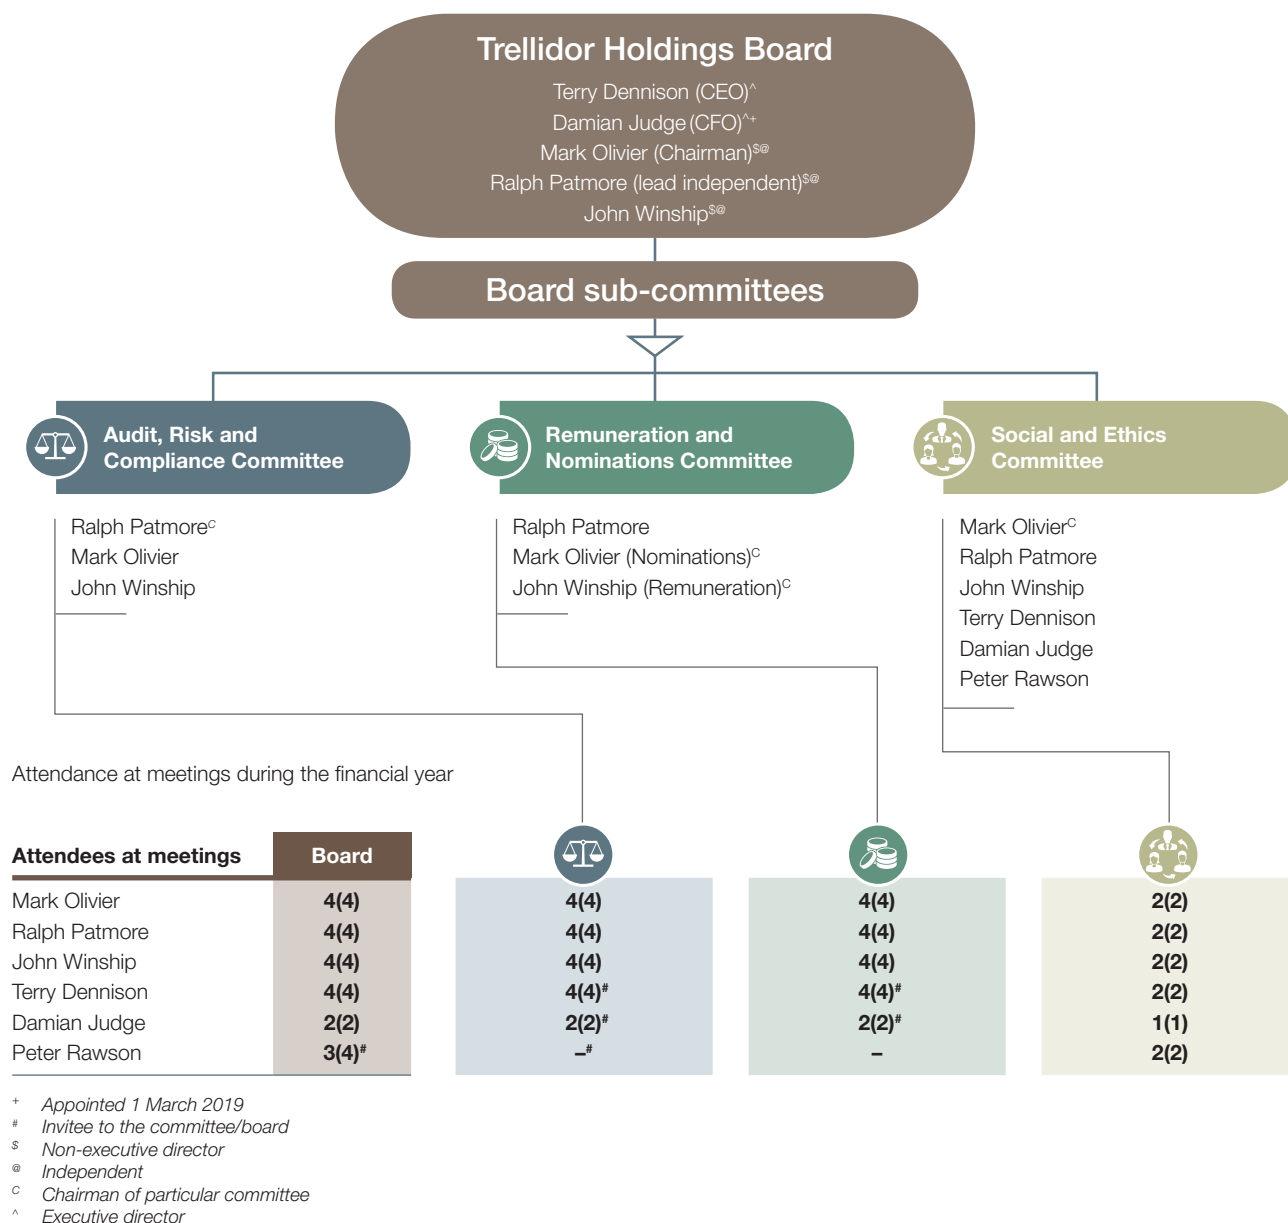 Trellidor Holdings Board
Terry Dennison (CEO)^
Damian Judge (CFO)^+
Mark Olivier (Chairman)$@
Ralph Patmore (lead independent)$@
John Winship$@
Board sub-committees
Audit, Risk and
Compliance Committee
Ralph PatmoreC
Mark Olivier
John Winship
Remuneration and
Nominations Committee
Ralph Patmore
Mark Olivier (Nominations)C
John Winship (Remuneration)C
Social and Ethics
Committee
Mark OlivierC
Ralph Patmore
John Winship
Terry Dennison
Damian Judge
Peter Rawson
Attendance at meetings during the financial year
Attendees at meetings Board
Mark Olivier 4(4) 4(4) 4(4) 2(2)
Ralph Patmore 4(4) 4(4) 4(4) 2(2)
John Winship 4(4) 4(4) 4(4) 2(2)
Terry Dennison 4(4) 4(4)# 4(4)# 2(2)
Damian Judge 2(2) 2(2)# 2(2)# 1(1)
Peter Rawson 3(4)# –# – 2(2)
+ Appointed 1 March 2019
# Invitee to the committee/board
$ Non-executive director
@ Independent
C Chairman of particular committee
^ Executive director